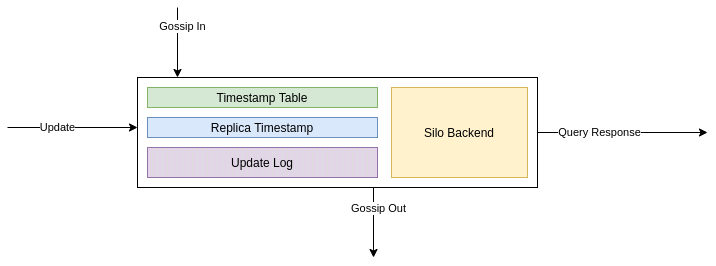 Gossip In
Timestamp Table
Update
Replica Timestamp
Silo Backend
Query Response
Update Log
Gossip Out